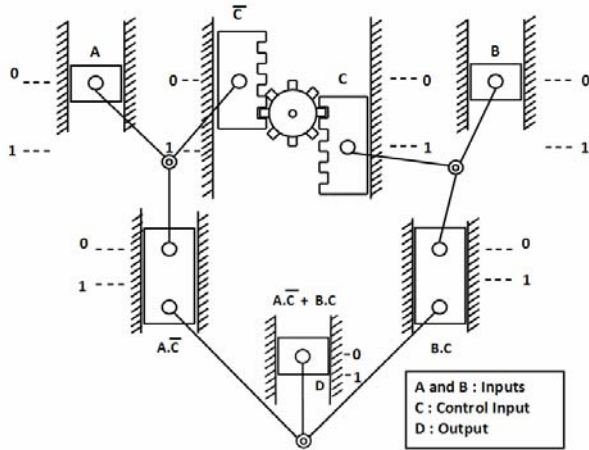 C̅
A
B
C
0
0
0
0
1
1
1
1
0
0
1
1
A.C̅ + B.C
A.C̅
B.C
0
1
D
A and B : Inputs
C : Control Input
D : Output